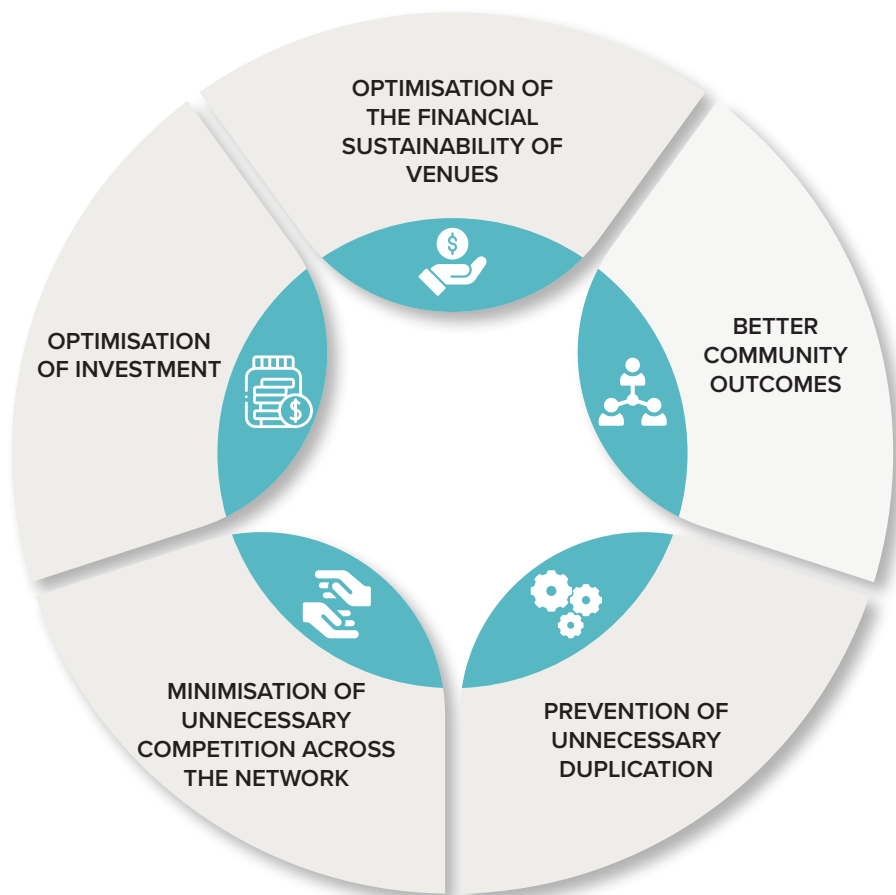 OPTIMISATION OF
THE FINANCIAL
SUSTAINABILITY OF
VENUES
BETTER
COMMUNITY
OUTCOMES
PREVENTION OF
UNNECESSARY
DUPLICATION
MINIMISATION OF
UNNECESSARY
COMPETITION ACROSS
THE NETWORK
OPTIMISATION
OF INVESTMENT
$
$